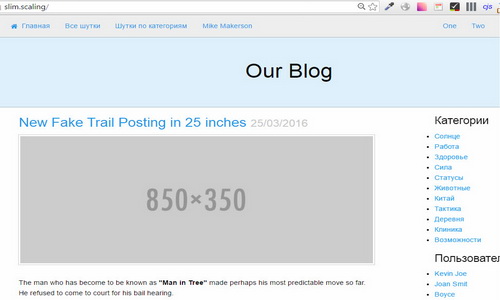 slim.scaling/
Главная Все шутки Шутки по категориям Mike Makerson One Two
Our Blog
New Fake Trail Posting in 25 inches 25/03/2016
850×350
The man who has become to be known as "Man in Tree" made perhaps his most predictable move so far.
He refused to come to court for his bail hearing.
Категории
Солнце
Работа
Здоровье
Сила
Статусы
Животные
Китай
Тактика
Деревня
Клиника
Возможности
Пользовател
Kevin Joe
Joan Smit
Boyce